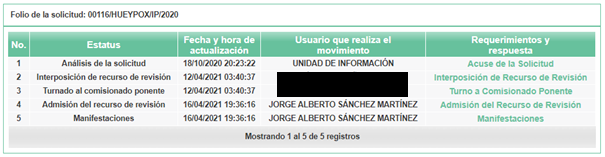 Folio de la solicitud: 00116/HUEYPOX/IP/2020
No. Estatus Fecha y hora de actualización Usuario que realiza el movimiento Requerimientos y respuesta
1 Análisis de la solicitud 18/10/2020 20:23:22 UNIDAD DE INFORMACIÓN Acuse de la Solicitud
2 Interposición de recurso de revisión 12/04/2021 03:40:37 Interposición de Recurso de Revisión
3 Turnado al comisionado ponente 12/04/2021 03:40:37 Turno a Comisionado Ponente
4 Admisión del recurso de revisión 16/04/2021 19:36:16 JORGE ALBERTO SÁNCHEZ MARTÍNEZ Admisión del Recurso de Revisión
5 Manifestaciones 16/04/2021 19:36:16 JORGE ALBERTO SÁNCHEZ MARTÍNEZ Manifestaciones
Mostrando 1 al 5 de 5 registros